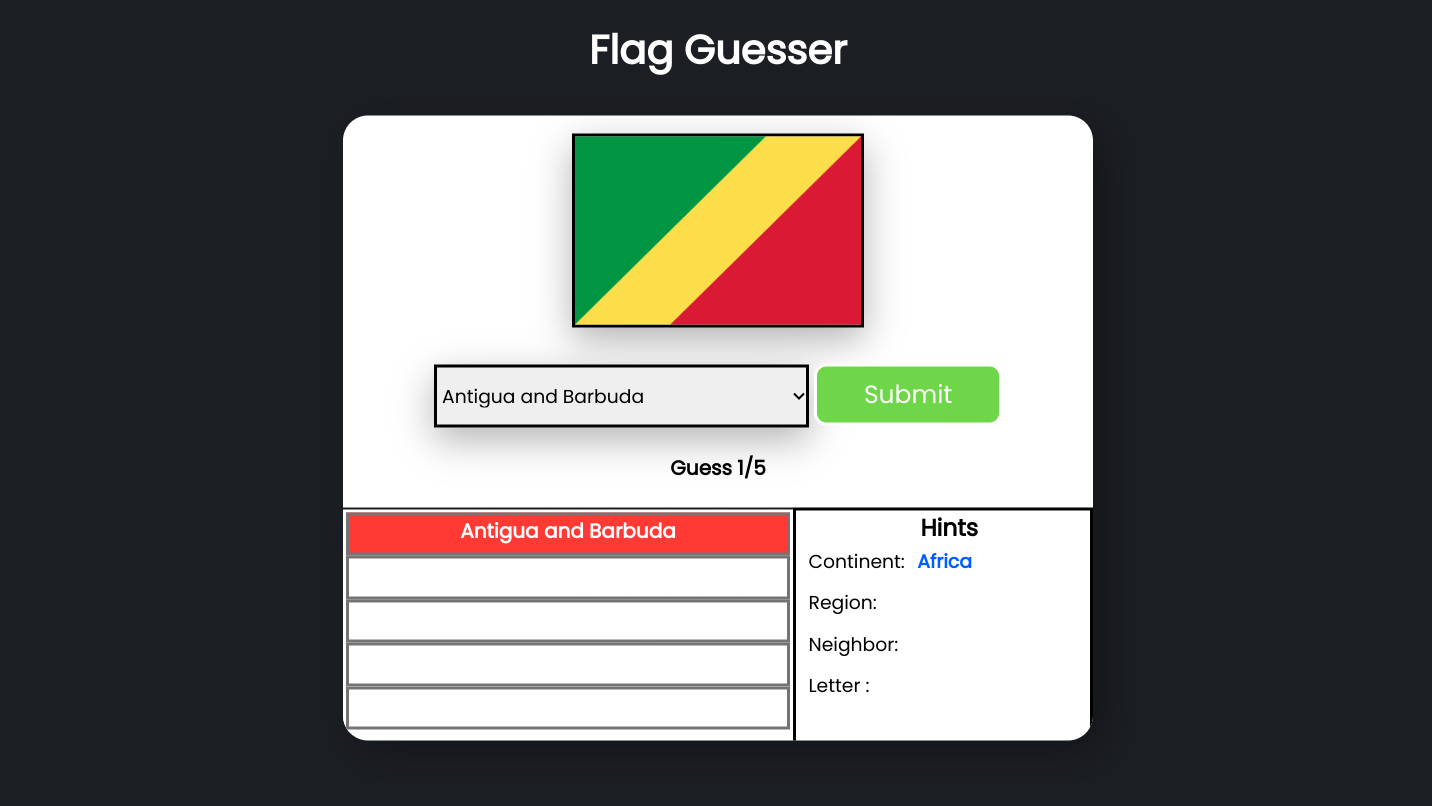 Flag Guesser
Antigua and Barbuda
Submit
Guess 1/5
Antigua and Barbuda
Hints
Continent: Africa
Region:
Neighbor:
Letter :